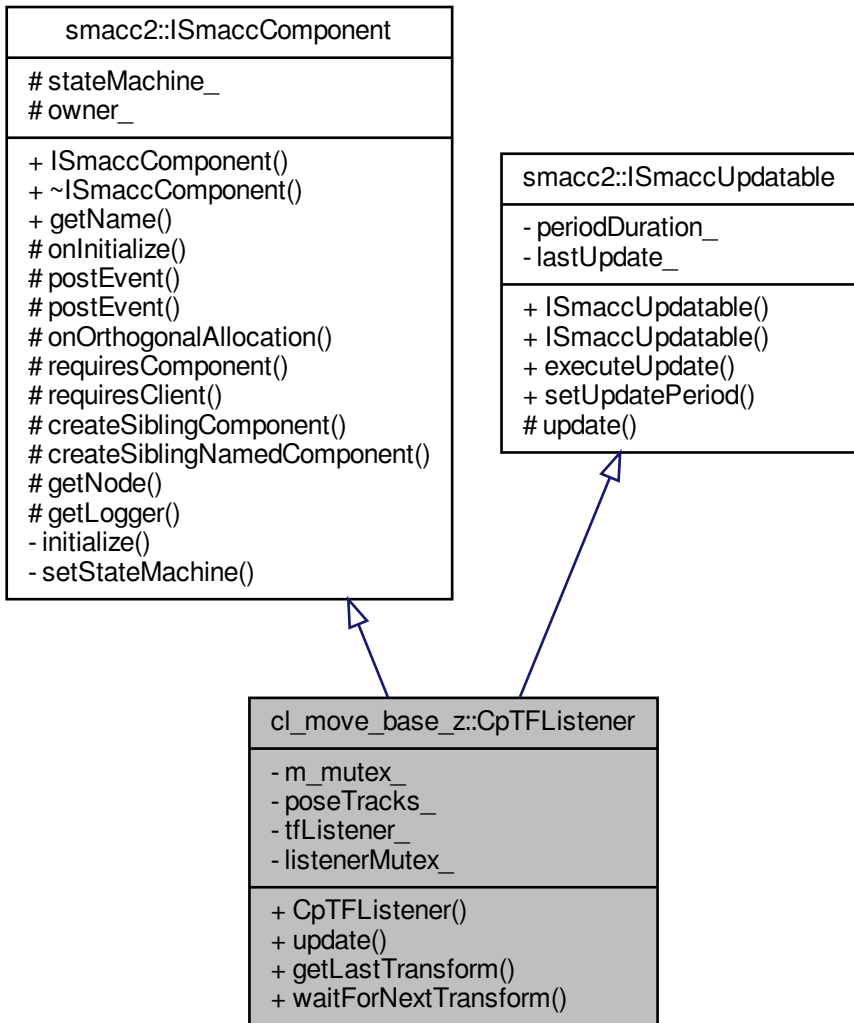 smacc2::ISmaccComponent
# stateMachine_
# owner_
+ ISmaccComponent()
+ ~ISmaccComponent()
+ getName()
# onInitialize()
# postEvent()
# postEvent()
# onOrthogonalAllocation()
# requiresComponent()
# requiresClient()
# createSiblingComponent()
# createSiblingNamedComponent()
# getNode()
# getLogger()
- initialize()
- setStateMachine()
smacc2::ISmaccUpdatable
- periodDuration_
- lastUpdate_
+ ISmaccUpdatable()
+ ISmaccUpdatable()
+ executeUpdate()
+ setUpdatePeriod()
# update()
cl_move_base_z::CpTFListener
- m_mutex_
- poseTracks_
- tfListener_
- listenerMutex_
+ CpTFListener()
+ update()
+ getLastTransform()
+ waitForNextTransform()